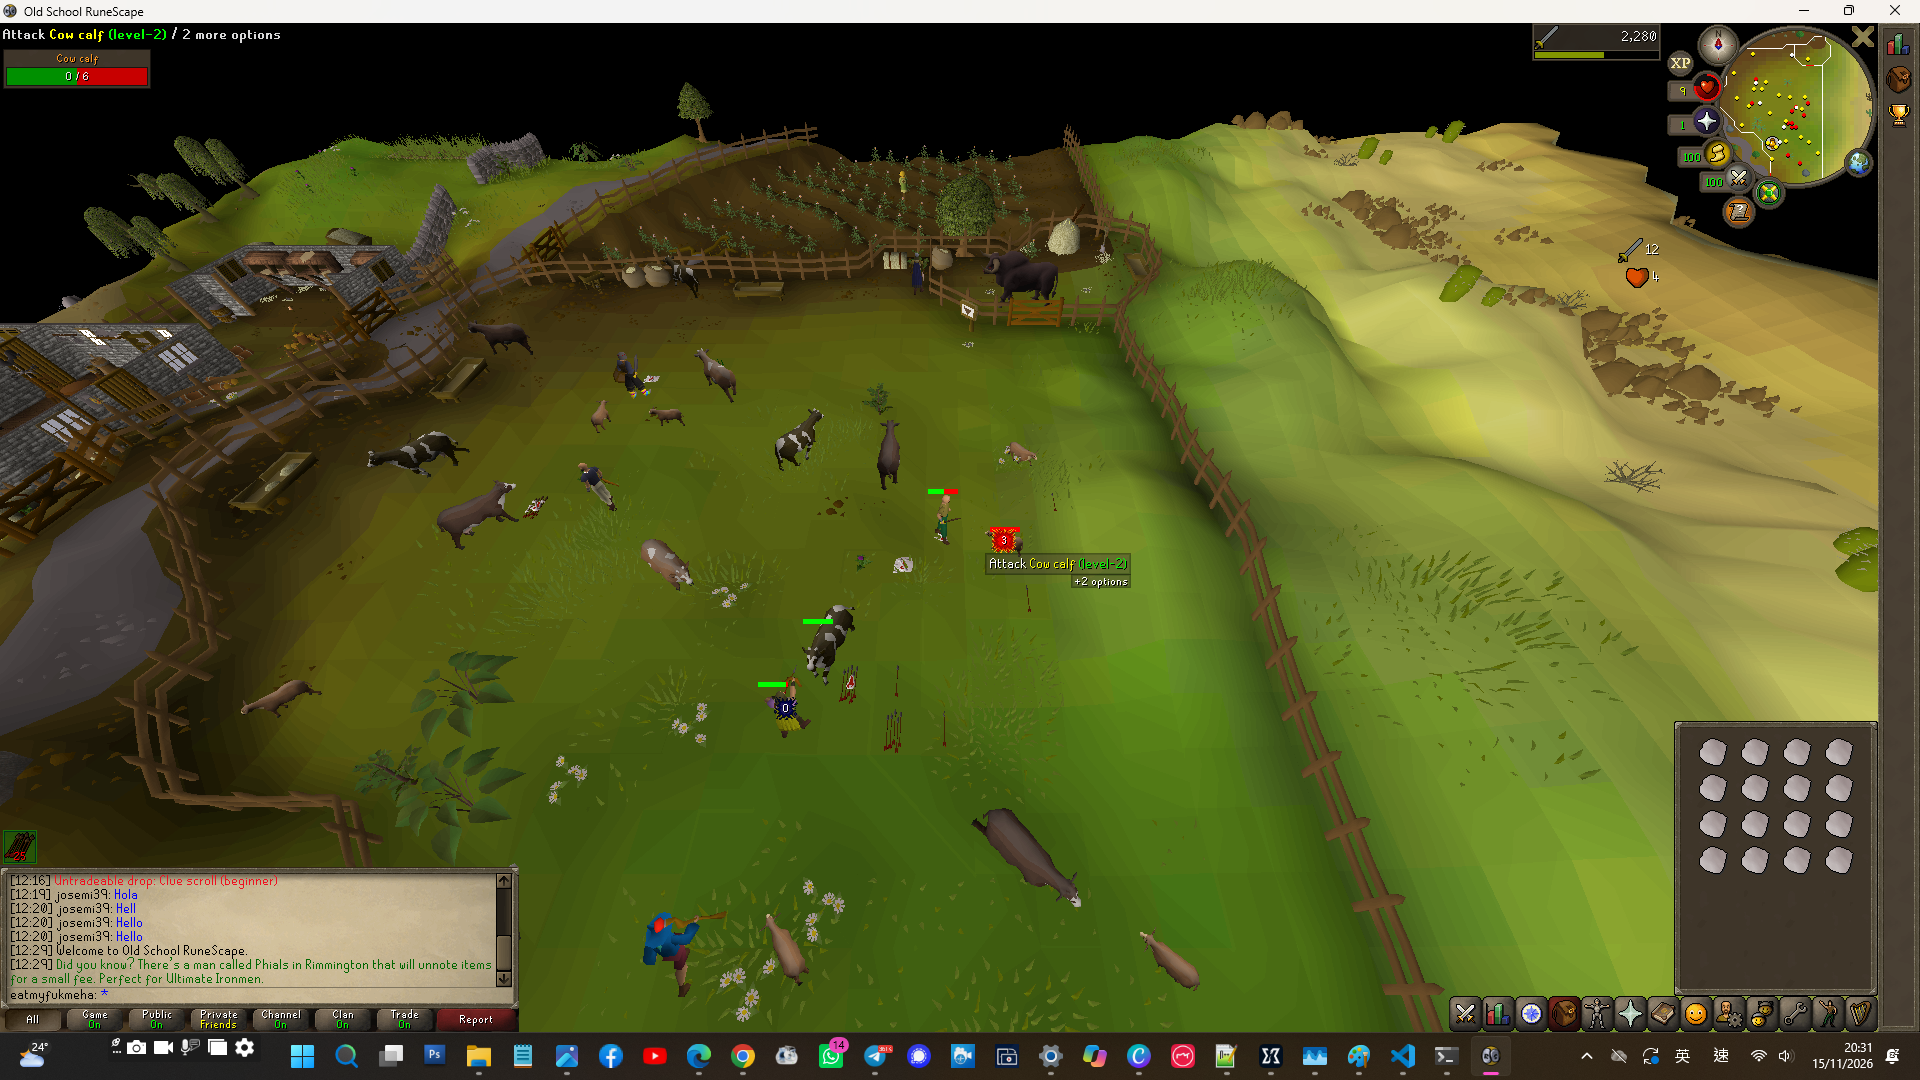 Old School RuneScape
Attack Cow calf (level-2) / 2 more options
Cow calf
0 / 6
2,280
N
XP
9
1
100
100
12
4
3
Attack Cow calf (level-2)
+2 options
0
[12:16] Untradeable drop: Clue scroll (beginner)
[12:19] josemi39: Hola
[12:20] josemi39: Hell
[12:20] josemi39: Hello
[12:20] josemi39: Hello
[12:29] Welcome to Old School RuneScape.
[12:29] Did you know? There's a man called Phials in Rimmington that will unnote items
for a small fee. Perfect for Ultimate Ironmen.
eatmyfukmeha: *
All
Game
On
Public
On
Private
Friends
Channel
On
Clan
On
Trade
On
Report
24°
Ps
14
英
速
20:31
15/11/2026